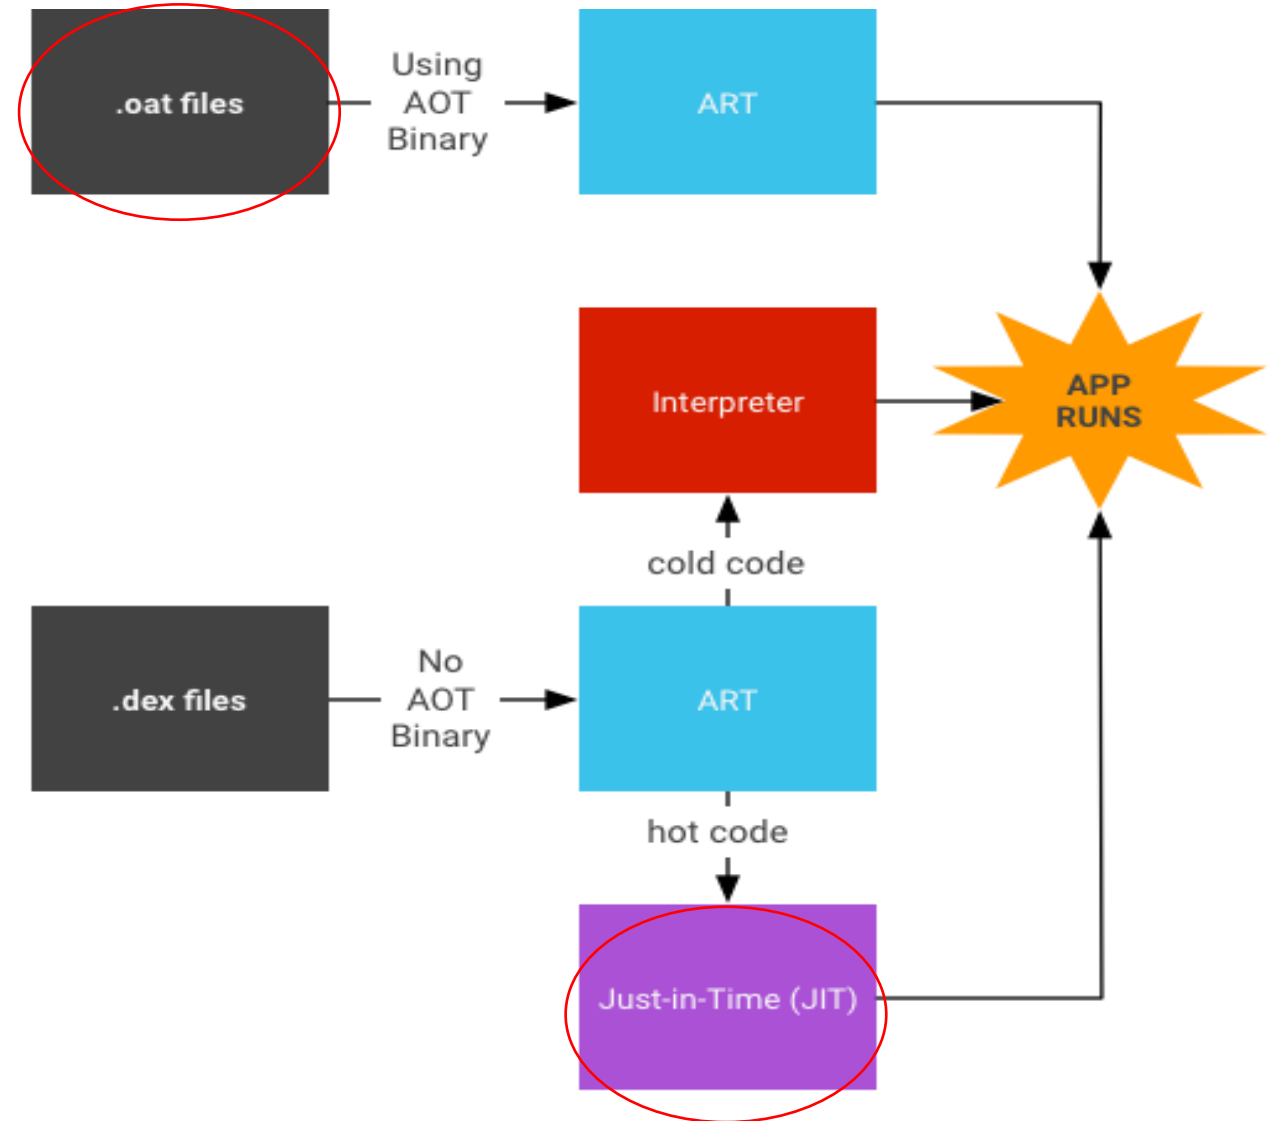 .oat files
Using
AOT
Binary
ART
Interpreter
APP
RUNS
cold code
.dex files
No
AOT
Binary
ART
hot code
Just-in-Time (JIT)